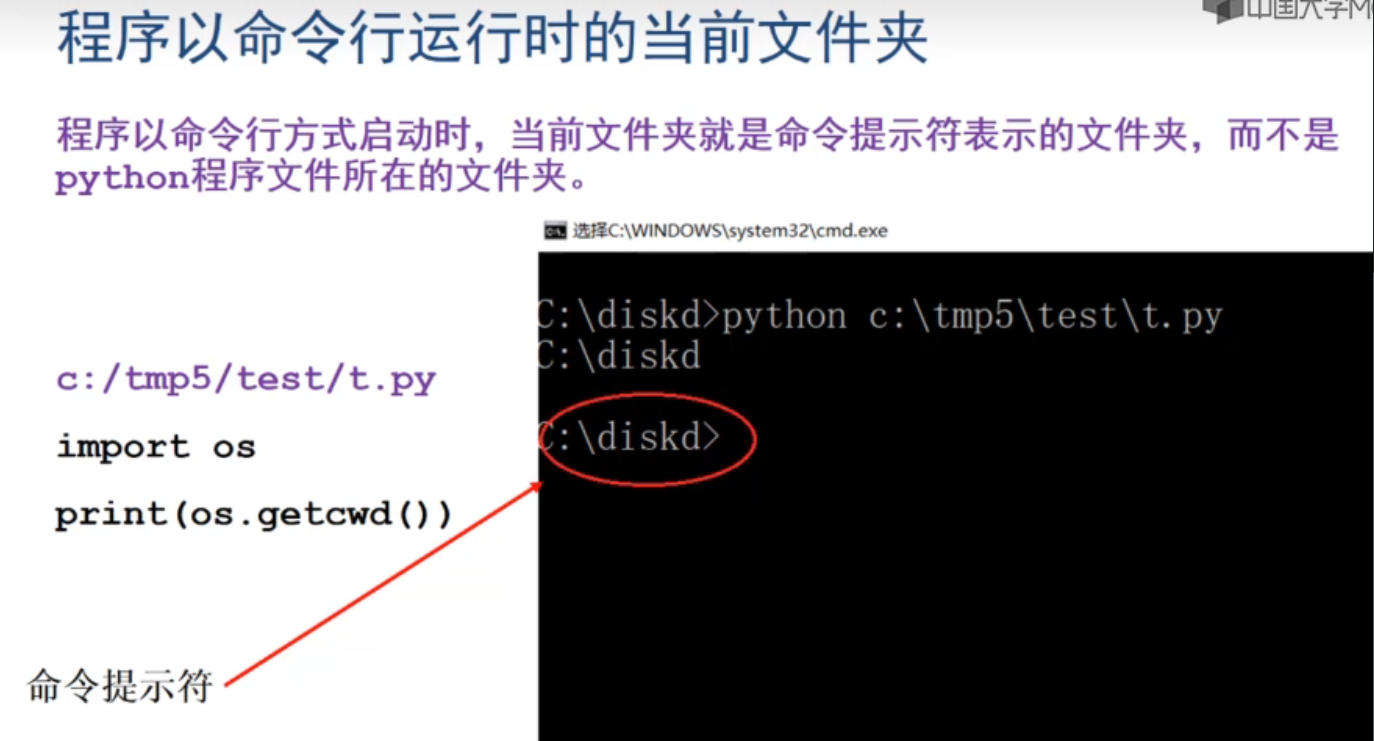 中国大学M
程序以命令行运行时的当前文件夹
程序以命令行方式启动时，当前文件夹就是命令提示符表示的文件夹，而不是
python程序文件所在的文件夹。
选择C:\WINDOWS\system32\cmd.exe
C:\diskd>python c:\tmp5\test\t.py
C:\diskd
C:\diskd>
c:/tmp5/test/t.py
import os
print(os.getcwd())
命令提示符